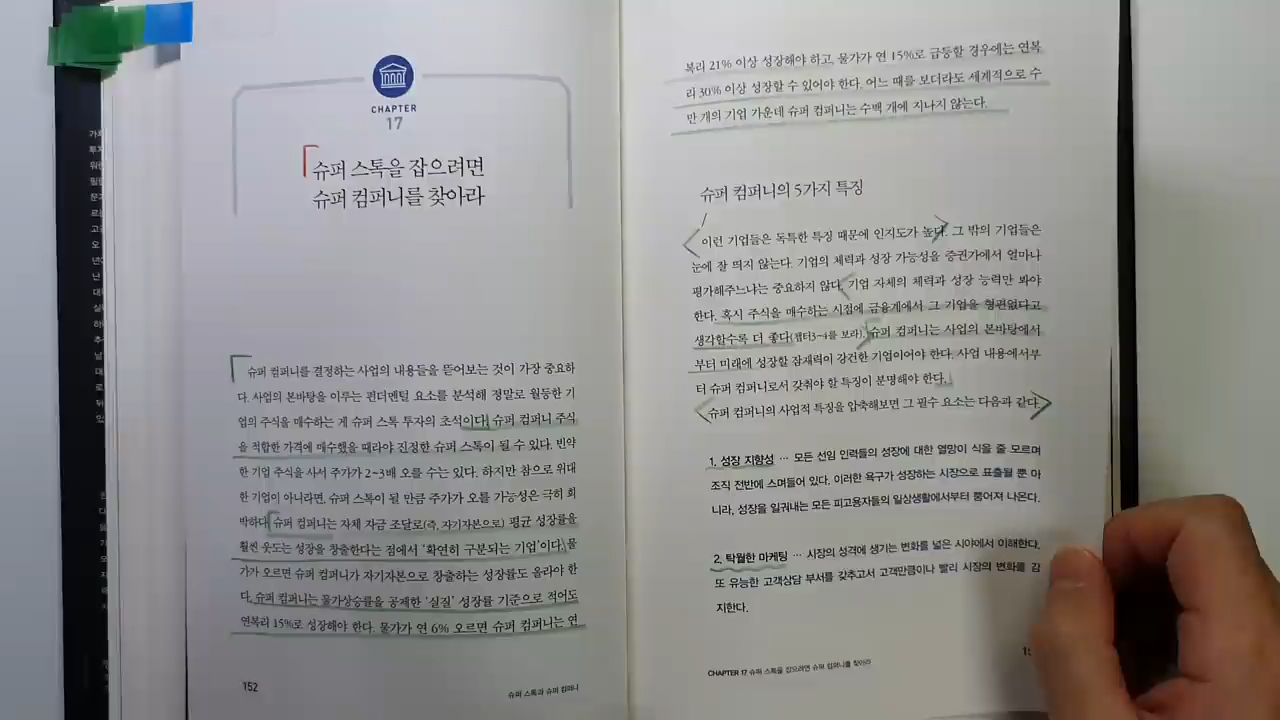 CHAPTER
17
슈퍼 스톡을 잡으려면
슈퍼 컴퍼니를 찾아라
슈퍼 컴퍼니를 결정하는 사업의 내용들을 뜯어보는 것이 가장 중요하
다. 사업의 본바탕을 이루는 펀더멘털 요소를 분석해 정말로 월등한 기
업의 주식을 매수하는 게 슈퍼 스톡 투자의 초석이다. 슈퍼 컴퍼니 주식
을 적합한 가격에 매수했을 때라야 진정한 슈퍼 스톡이 될 수 있다. 빈약
한 기업 주식을 사서 주가가 2~3배 오를 수는 있다. 하지만 참으로 위대
한 기업이 아니라면, 슈퍼 스톡이 될 만큼 주가가 오를 가능성은 극히 희
박하다. 슈퍼 컴퍼니는 자체 자금 조달로(즉, 자기자본으로) 평균 성장률을
훨씬 웃도는 성장을 창출한다는 점에서 '확연히 구분되는 기업'이다. 물
가가 오르면 슈퍼 컴퍼니가 자기자본으로 창출하는 성장률도 올라야 한
다. 슈퍼 컴퍼니는 물가상승률을 공제한 '실질' 성장률 기준으로 적어도
연복리 15%로 성장해야 한다. 물가가 연 6% 오르면 슈퍼 컴퍼니는 연
152
슈퍼 스톡과 슈퍼 컴퍼니
복리 21% 이상 성장해야 하고, 물가가 연 15%로 급등할 경우에는 연복
리 30% 이상 성장할 수 있어야 한다. 어느 때를 보더라도 세계적으로 수
만 개의 기업 가운데 슈퍼 컴퍼니는 수백 개에 지나지 않는다.
슈퍼 컴퍼니의 5가지 특징
이런 기업들은 독특한 특징 때문에 인지도가 높다. 그 밖의 기업들은
눈에 잘 띄지 않는다. 기업의 체력과 성장 가능성을 증권가에서 얼마나
평가해주느냐는 중요하지 않다. 기업 자체의 체력과 성장 능력만 봐야
한다. 혹시 주식을 매수하는 시점에 금융계에서 그 기업을 형편없다고
생각할수록 더 좋다(챕터3~4를 보라). 슈퍼 컴퍼니는 사업의 본바탕에서
부터 미래에 성장할 잠재력이 강건한 기업이어야 한다. 사업 내용에서부
터 슈퍼 컴퍼니로서 갖춰야 할 특징이 분명해야 한다.
슈퍼 컴퍼니의 사업적 특징을 압축해보면 그 필수 요소는 다음과 같다.
1. 성장 지향성 … 모든 선임 인력들의 성장에 대한 열망이 식을 줄 모르며
조직 전반에 스며들어 있다. 이러한 욕구가 성장하는 시장으로 표출될 뿐 아
니라, 성장을 일궈내는 모든 피고용자들의 일상생활에서부터 뿜어져 나온다.
2. 탁월한 마케팅 … 시장의 성격에 생기는 변화를 넓은 시야에서 이해한다.
또 유능한 고객상담 부서를 갖추고서 고객만큼이나 빨리 시장의 변화를 감
지한다.
CHAPTER 17 슈퍼 스톡을 잡으려면 슈퍼 컴퍼니를 찾아라